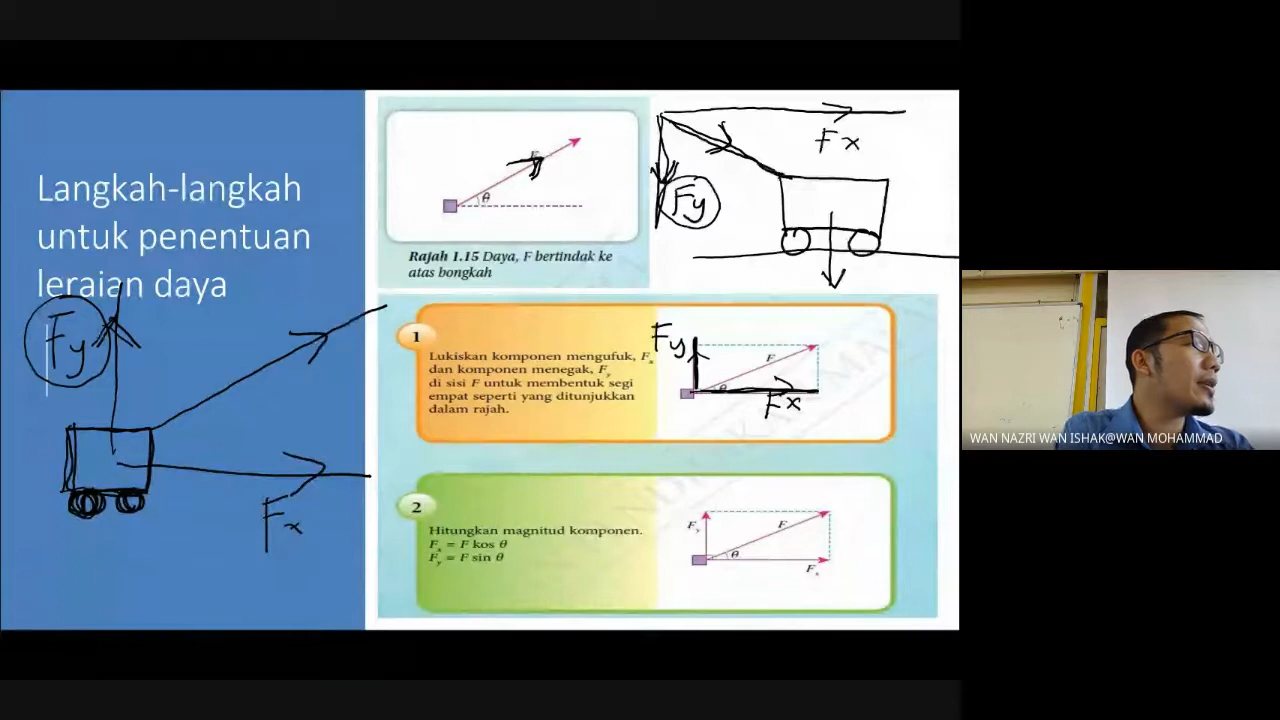 Langkah-langkah
untuk penentuan
leraian daya
Fy
Fx
F
θ
Rajah 1.15 Daya, F bertindak ke
atas bongkah
Fx
Fy
1
Lukiskan komponen mengufuk, Fx
dan komponen menegak, Fy
di sisi F untuk membentuk segi
empat seperti yang ditunjukkan
dalam rajah.
Fy
F
θ
Fx
2
Hitungkan magnitud komponen.
Fx = F kos θ
Fy = F sin θ
Fy
F
θ
Fx
WAN NAZRI WAN ISHAK@WAN MOHAMMAD